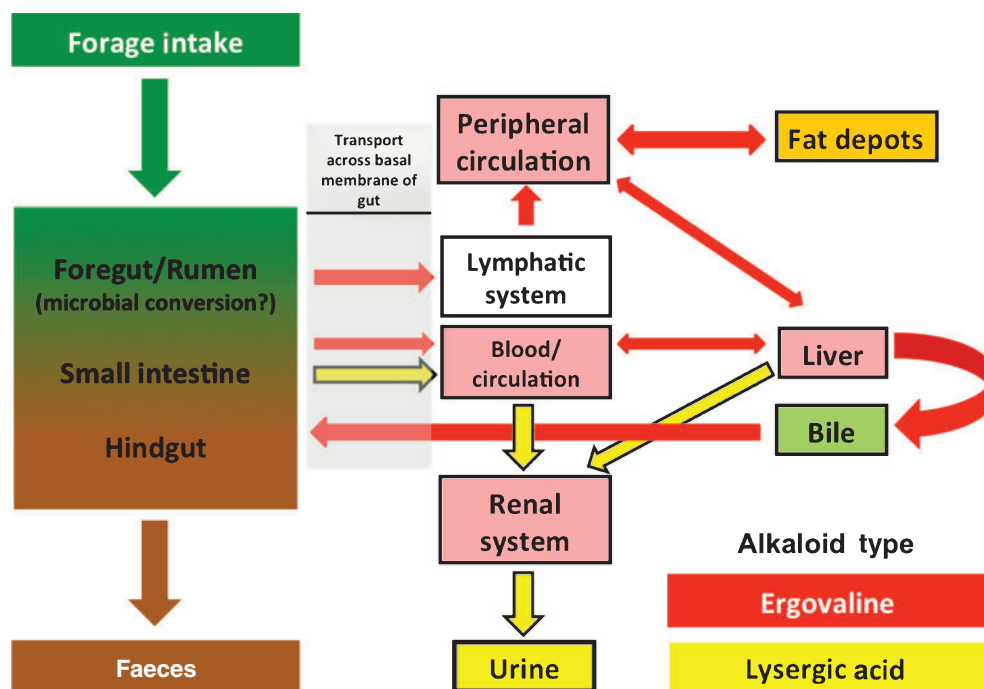 Forage intake
Transport
across basal
membrane of
gut
Peripheral
circulation
Fat depots
Foregut/Rumen
(microbial conversion?)
Small intestine
Hindgut
Lymphatic
system
Blood/
circulation
Liver
Bile
Renal
system
Alkaloid type
Ergovaline
Lysergic acid
Faeces
Urine